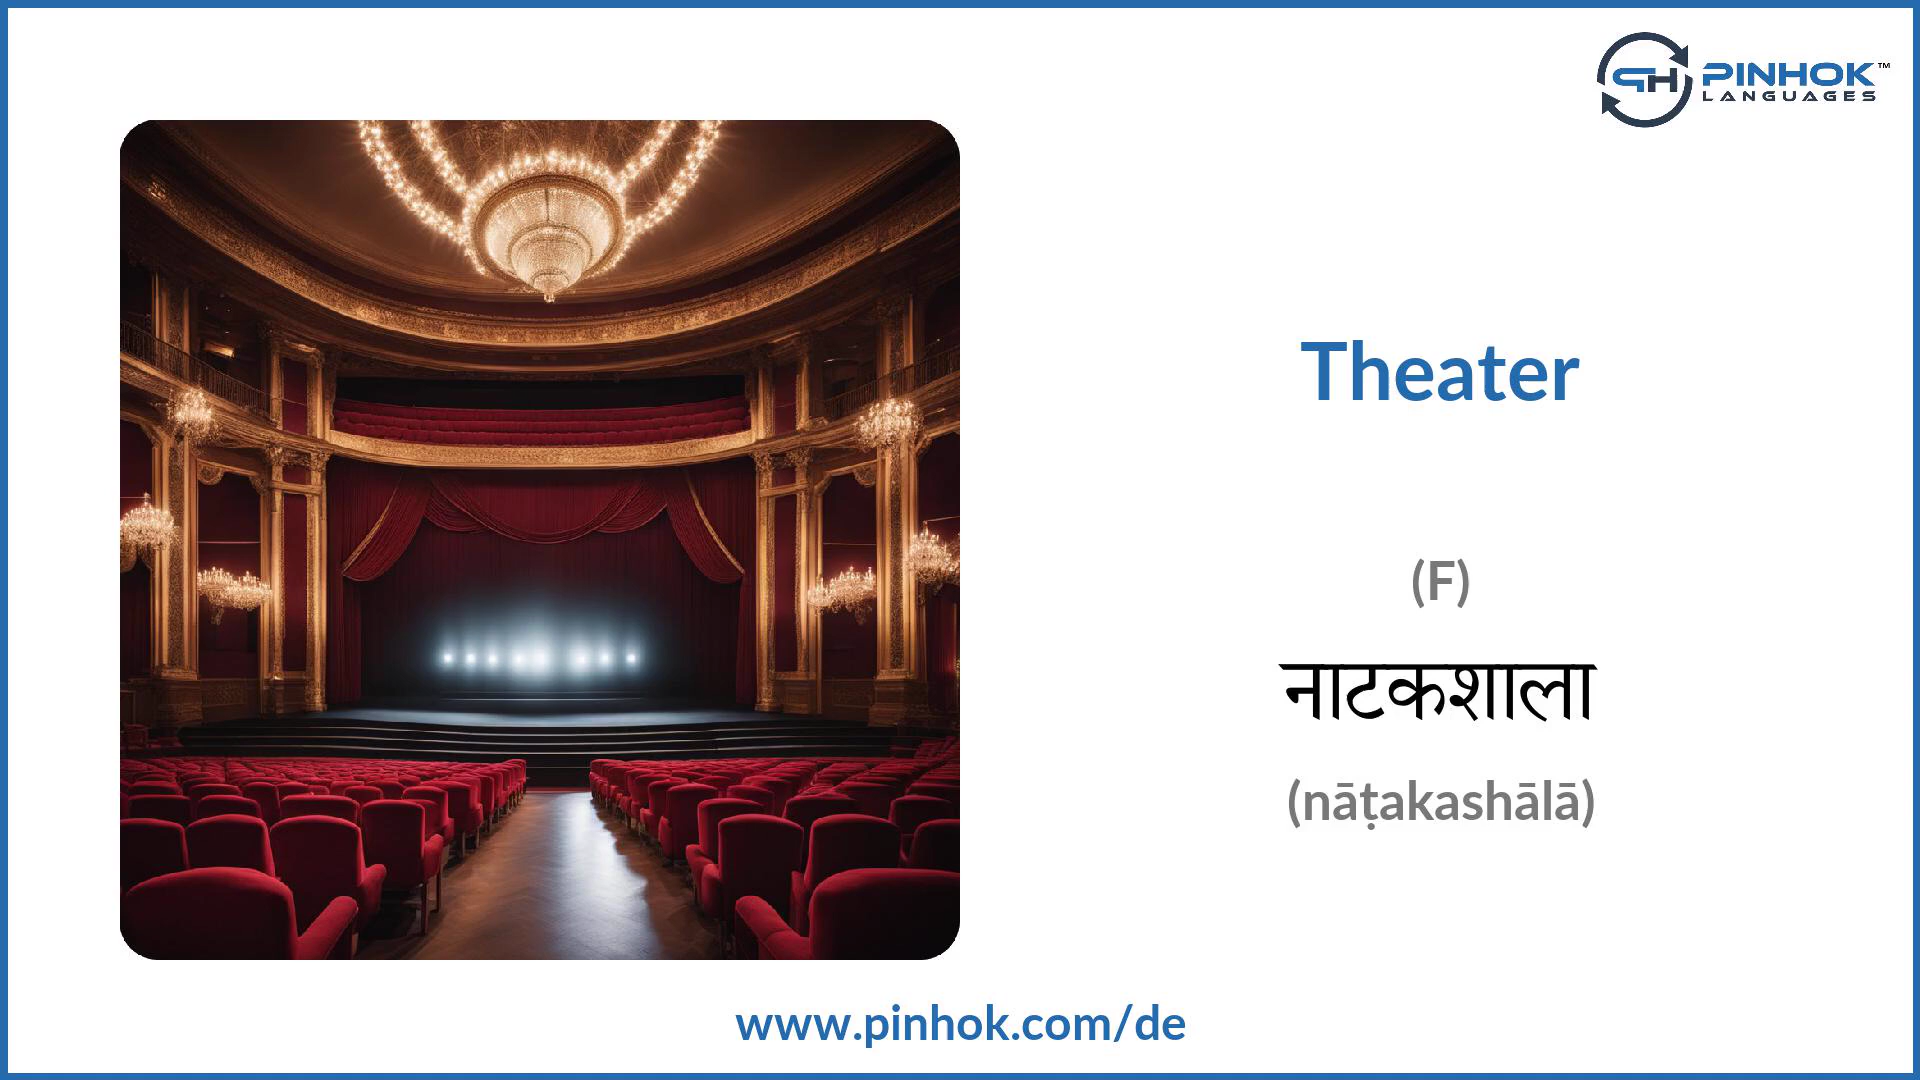 PINHOK™
LANGUAGES
Theater
(F)
नाटकशाला
(nāṭakashālā)
www.pinhok.com/de